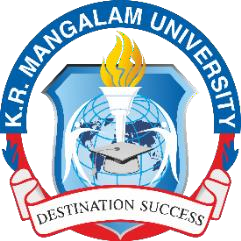 K.R. MANGALAM UNIVERSITY
DESTINATION SUCCESS